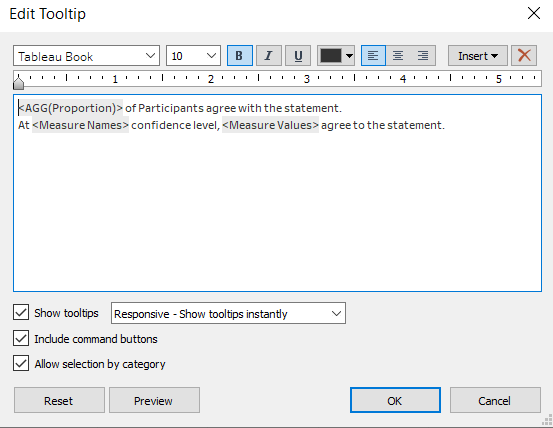 Edit Tooltip
Tableau Book 10 B I U Insert
1 2 3 4 5
<AGG(Proportion)> of Participants agree with the statement.
At <Measure Names> confidence level, <Measure Values> agree to the statement.
Show tooltips Responsive - Show tooltips instantly
Include command buttons
Allow selection by category
Reset Preview OK Cancel